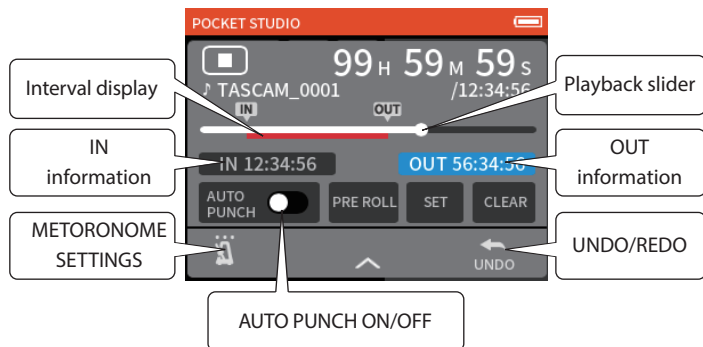 POCKET STUDIO
99 H 59 M 59 S
♪ TASCAM_0001 /12:34:56
IN OUT
IN 12:34:56 OUT 56:34:56
AUTO
PUNCH
PRE ROLL SET CLEAR
UNDO
Interval display
Playback slider
IN
information
OUT
information
METORONOME
SETTINGS
UNDO/REDO
AUTO PUNCH ON/OFF